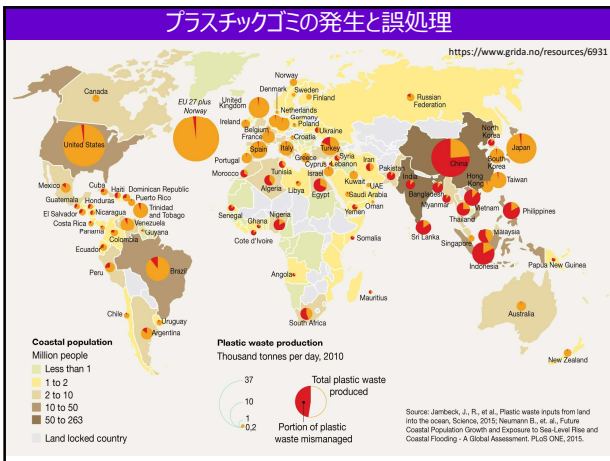 プラスチックゴミの発生と誤処理
https://www.grida.no/resources/6931
Canada
United States
EU 27 plus
Norway
Norway
Sweden
Finland
Denmark
United
Kingdom
Ireland
Netherlands
Germany
Poland
Belgium
France
Croatia
Ukraine
Russian
Federation
Spain
Italy
Portugal
Greece
Cyprus
Turkey
Syria
Lebanon
Israel
Iran
Morocco
Tunisia
Algeria
Libya
Egypt
Kuwait
UAE
Saudi Arabia
Oman
Yemen
Pakistan
India
Bangladesh
Myanmar
China
North
Korea
South
Korea
Japan
Hong
Kong
Taiwan
Thailand
Vietnam
Philippines
Malaysia
Singapore
Indonesia
Sri Lanka
Papua New Guinea
Mexico
Cuba
Haiti
Dominican Republic
Puerto Rico
Guatemala
Honduras
El Salvador
Nicaragua
Trinidad
and Tobago
Costa Rica
Panama
Venezuela
Guyana
Colombia
Ecuador
Peru
Brazil
Chile
Uruguay
Argentina
Senegal
Ghana
Nigeria
Cote d'Ivoire
Somalia
Angola
Mauritius
South Africa
Australia
New Zealand
Coastal population
Million people
Less than 1
1 to 2
2 to 10
10 to 50
50 to 263
Land locked country
Plastic waste production
Thousand tonnes per day, 2010
37
10
1
0,2
Total plastic waste
produced
Portion of plastic
waste mismanaged
Source: Jambeck, J., R., et al., Plastic waste inputs from land
into the ocean, Science, 2015; Neumann B., et. al., Future
Coastal Population Growth and Exposure to Sea-Level Rise and
Coastal Flooding - A Global Assessment. PLoS ONE, 2015.